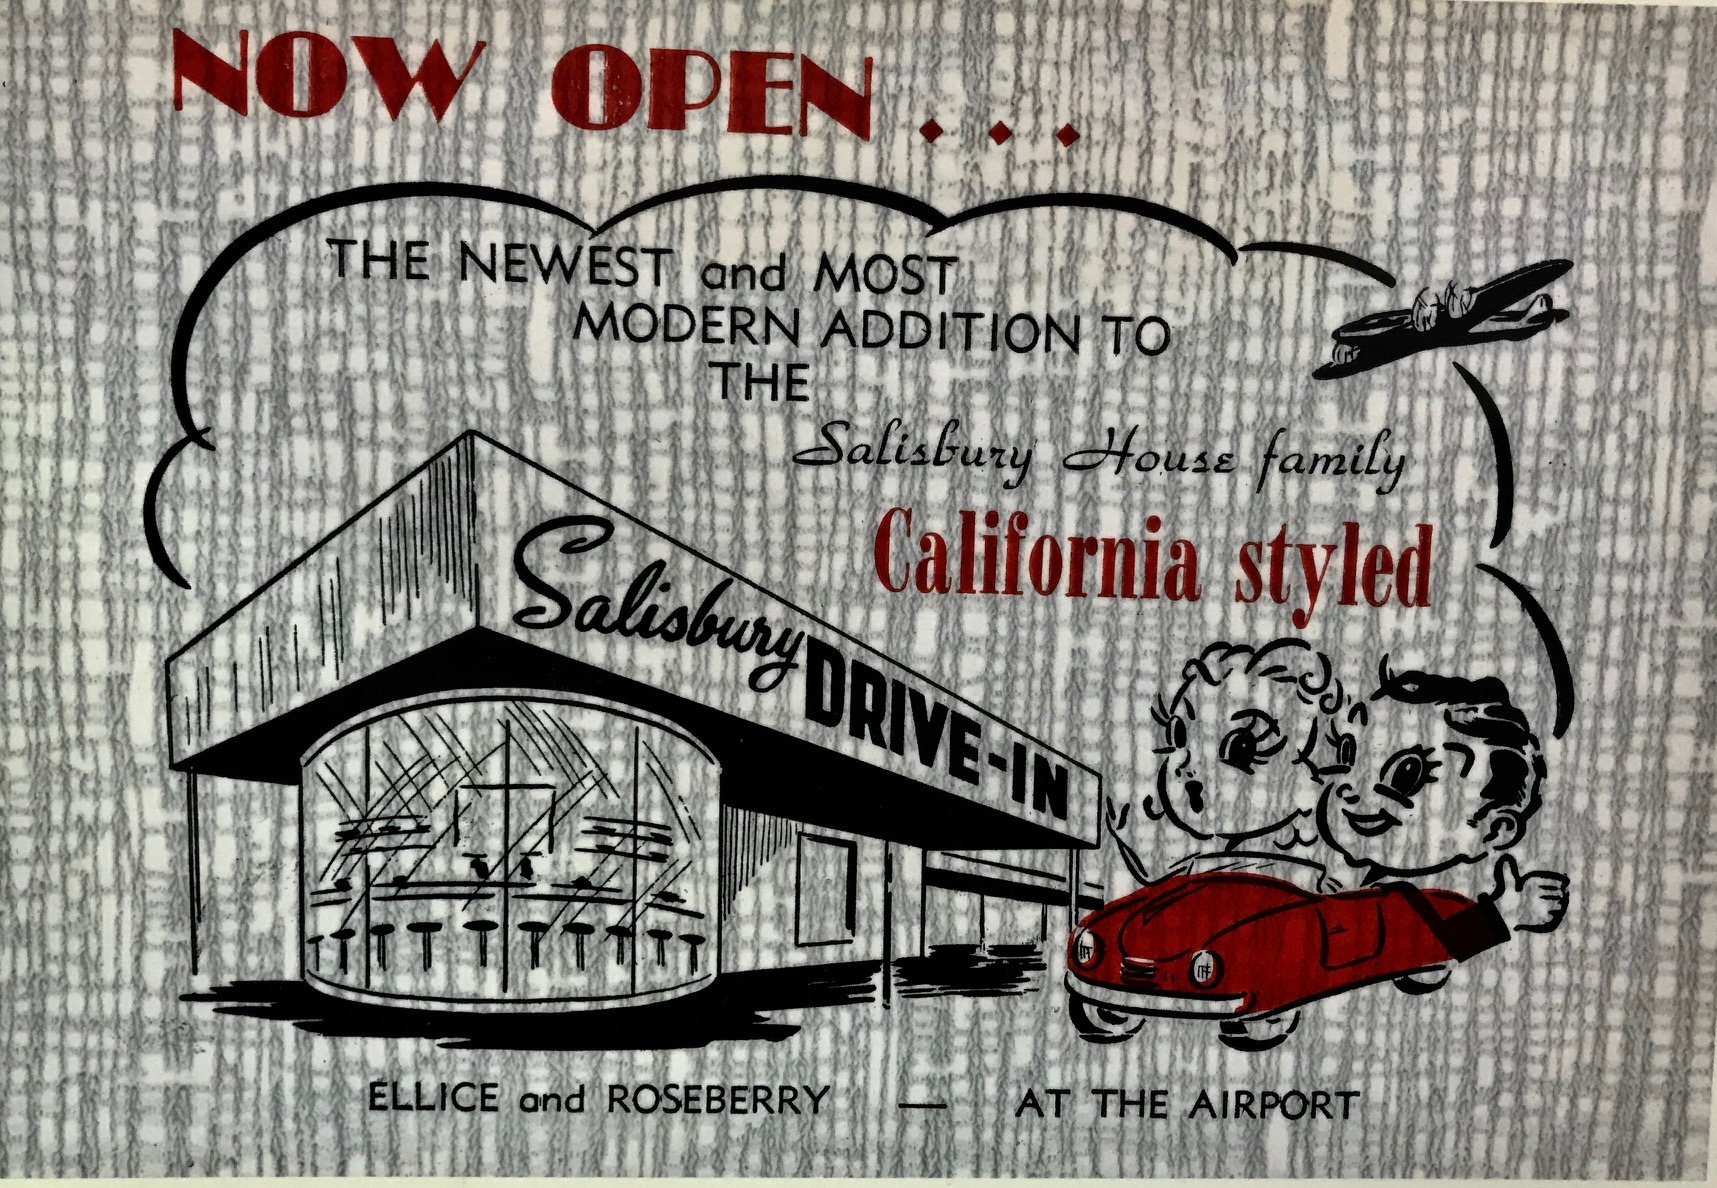 NOW OPEN...
THE NEWEST and MOST
MODERN ADDITION TO
THE
Salisbury House family
California styled
Salisbury DRIVE-IN
ELLICE and ROSEBERRY — AT THE AIRPORT